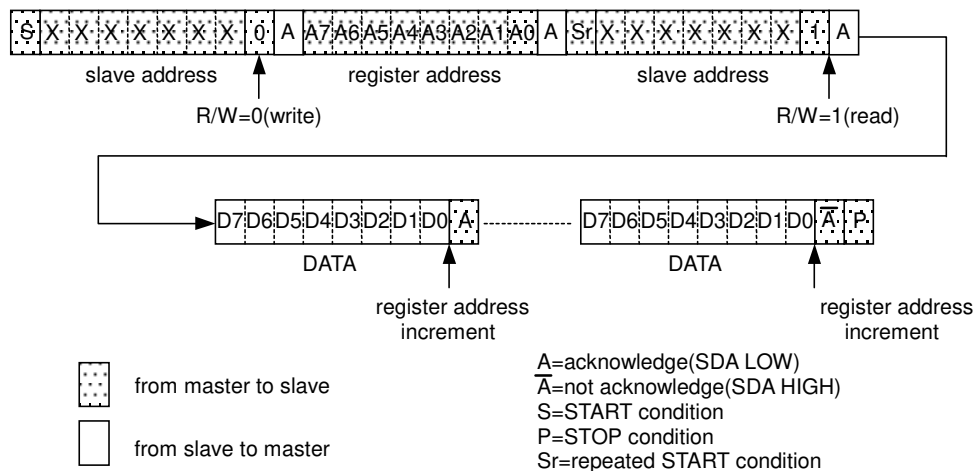 S X X X X X X X 0 A A7 A6 A5 A4 A3 A2 A1 A0 A Sr X X X X X X X 1 A
slave address register address slave address
R/W=0(write) R/W=1(read)
D7 D6 D5 D4 D3 D2 D1 D0 A D7 D6 D5 D4 D3 D2 D1 D0 A̅ P
DATA DATA
register address register address
increment increment
from master to slave
from slave to master
A=acknowledge(SDA LOW)
A̅=not acknowledge(SDA HIGH)
S=START condition
P=STOP condition
Sr=repeated START condition